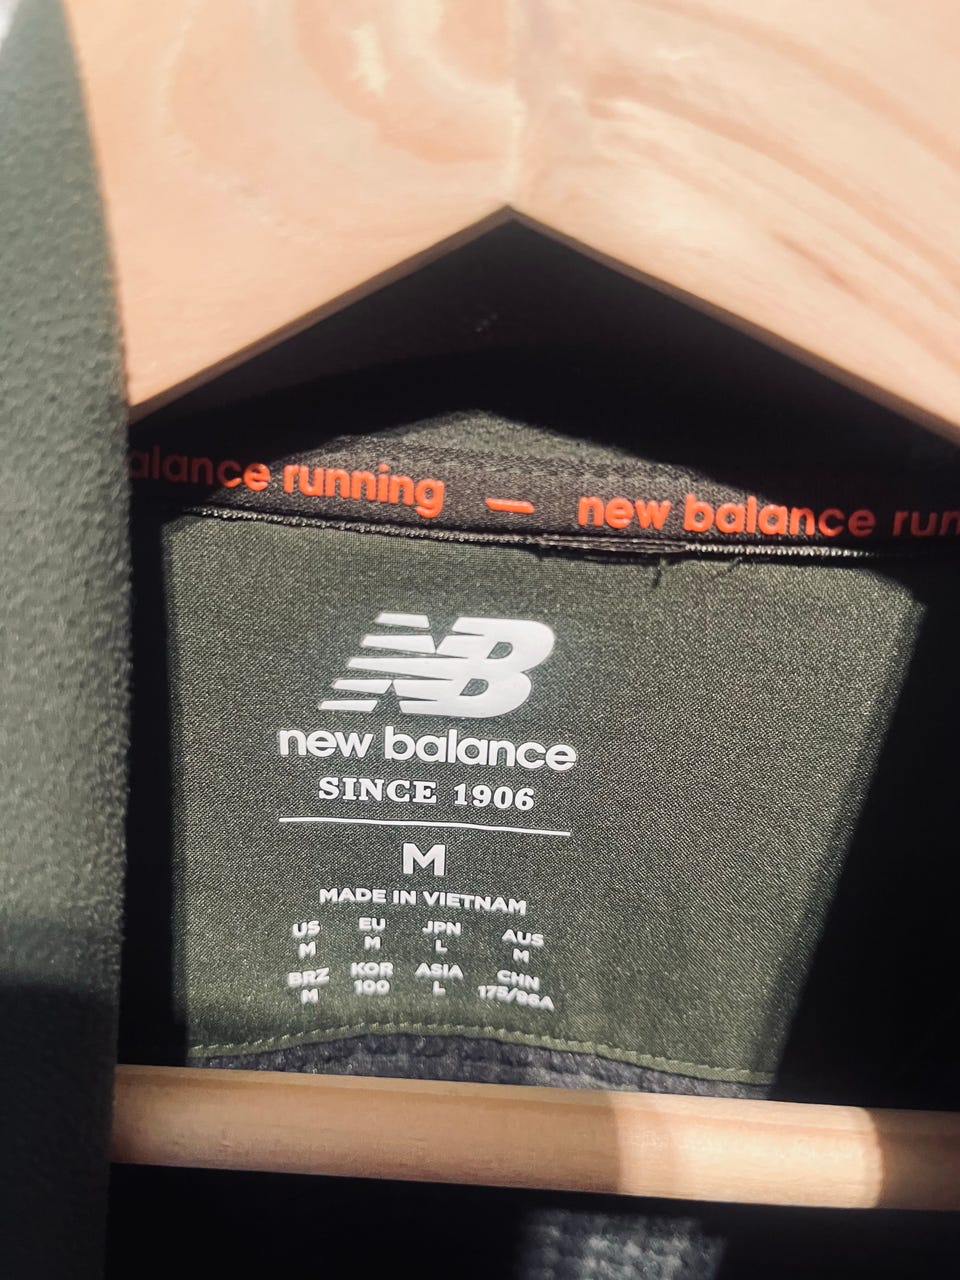 alance running — new balance run
NB
new balance
SINCE 1906
M
MADE IN VIETNAM
US EU JPN AUS
M M L M
BRZ KOR ASIA CHN
M 100 L 175/96A